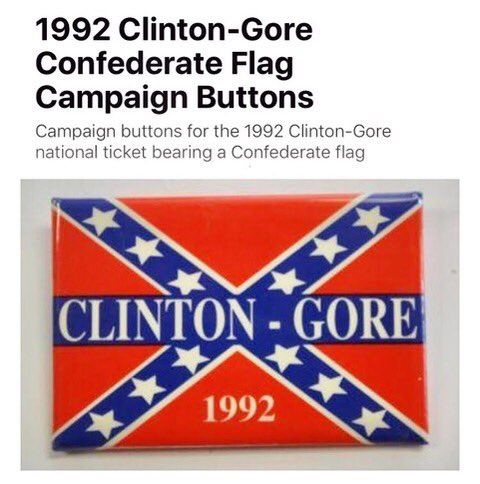 1992 Clinton-Gore
Confederate Flag
Campaign Buttons
Campaign buttons for the 1992 Clinton-Gore
national ticket bearing a Confederate flag
CLINTON - GORE
1992